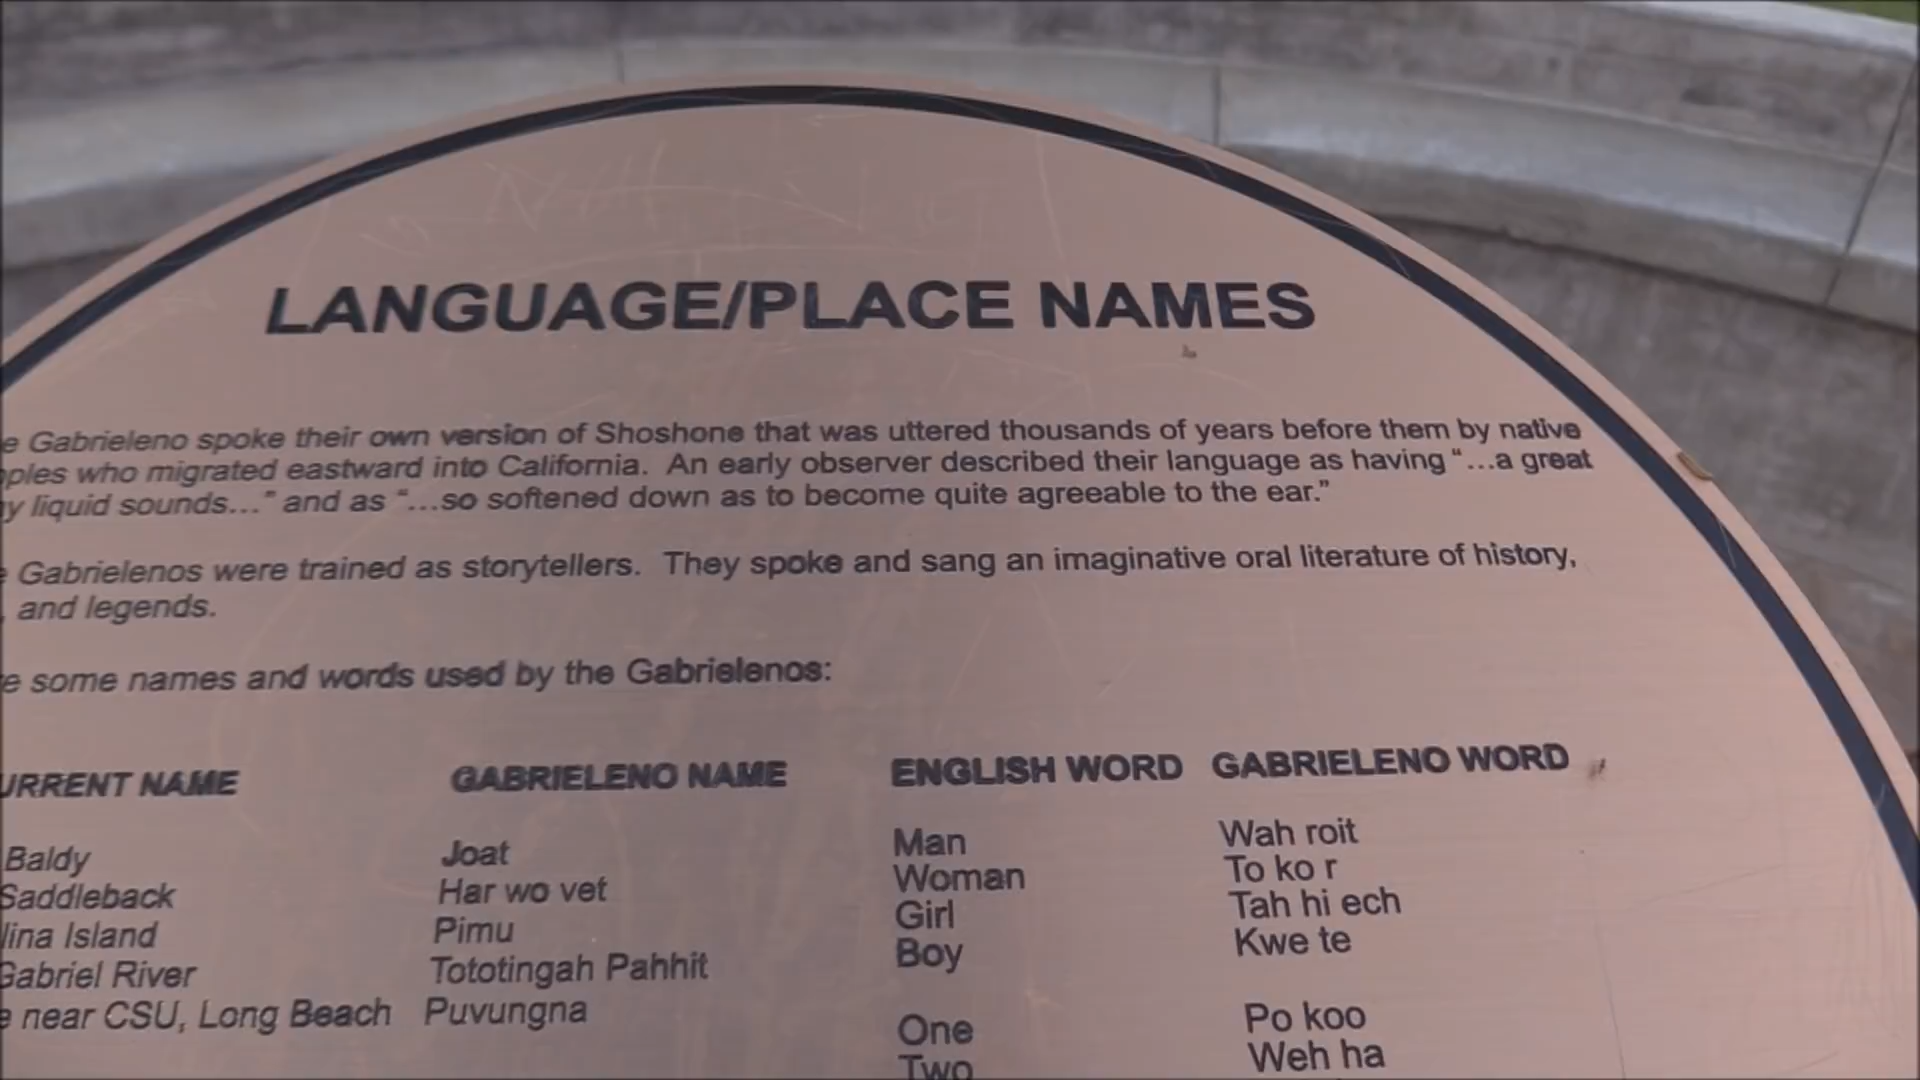 LANGUAGE/PLACE NAMES
e Gabrieleno spoke their own version of Shoshone that was uttered thousands of years before them by native
ples who migrated eastward into California. An early observer described their language as having “...a great
y liquid sounds...” and as “...so softened down as to become quite agreeable to the ear.”
Gabrielenos were trained as storytellers. They spoke and sang an imaginative oral literature of history,
, and legends.
e some names and words used by the Gabrielenos:
URRENT NAME GABRIELENO NAME ENGLISH WORD GABRIELENO WORD
Baldy Joat Man Wah roit
Saddleback Har wo vet Woman To ko r
lina Island Pimu Girl Tah hi ech
Gabriel River Tototingah Pahhit Boy Kwe te
e near CSU, Long Beach Puvungna
One Po koo
Two Weh ha